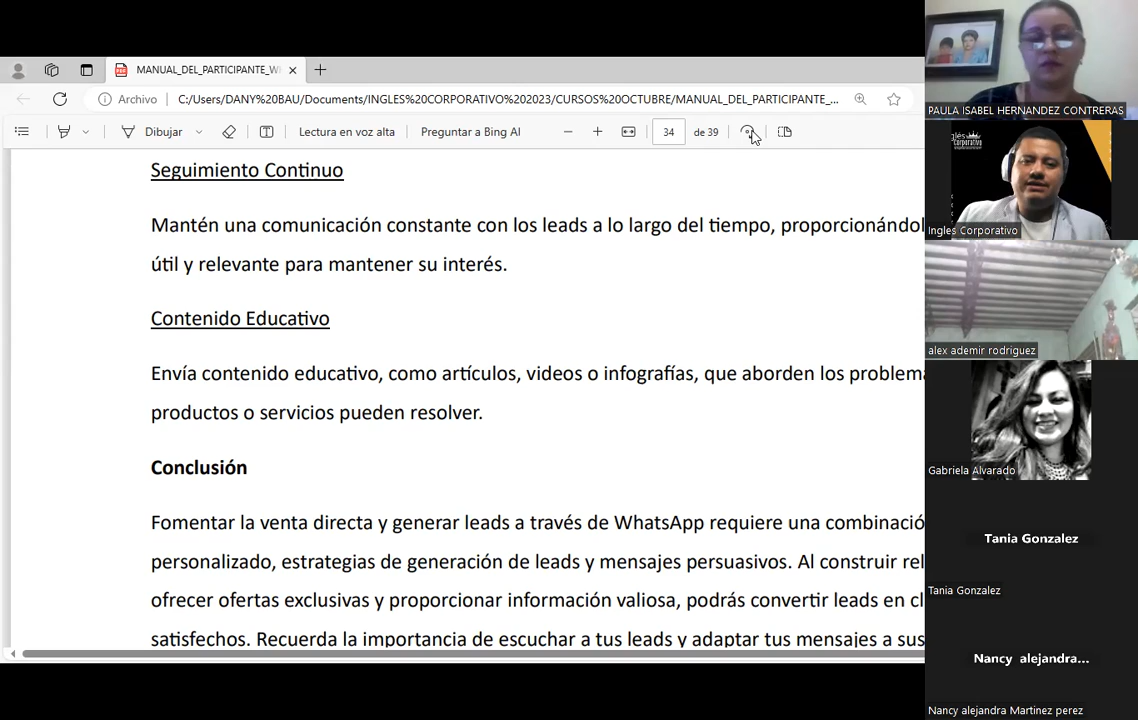 MANUAL_DEL_PARTICIPANTE_W
Archivo
C:/Users/DANY%20BAU/Documents/INGLES%20CORPORATIVO%202023/CURSOS%20OCTUBRE/MANUAL_DEL_PARTICIPANTE_...
Dibujar
Lectura en voz alta
Preguntar a Bing AI
34
de 39
Seguimiento Continuo
Mantén una comunicación constante con los leads a lo largo del tiempo, proporcionándol
útil y relevante para mantener su interés.
Contenido Educativo
Envía contenido educativo, como artículos, videos o infografías, que aborden los problema
productos o servicios pueden resolver.
Conclusión
Fomentar la venta directa y generar leads a través de WhatsApp requiere una combinació
personalizado, estrategias de generación de leads y mensajes persuasivos. Al construir rel
ofrecer ofertas exclusivas y proporcionar información valiosa, podrás convertir leads en cl
satisfechos. Recuerda la importancia de escuchar a tus leads y adaptar tus mensajes a sus
PAULA ISABEL HERNANDEZ CONTRERAS
Inglés
corporativo
Ingles Corporativo
alex ademir rodriguez
Gabriela Alvarado
Tania Gonzalez
Tania Gonzalez
Nancy alejandra...
Nancy alejandra Martinez perez